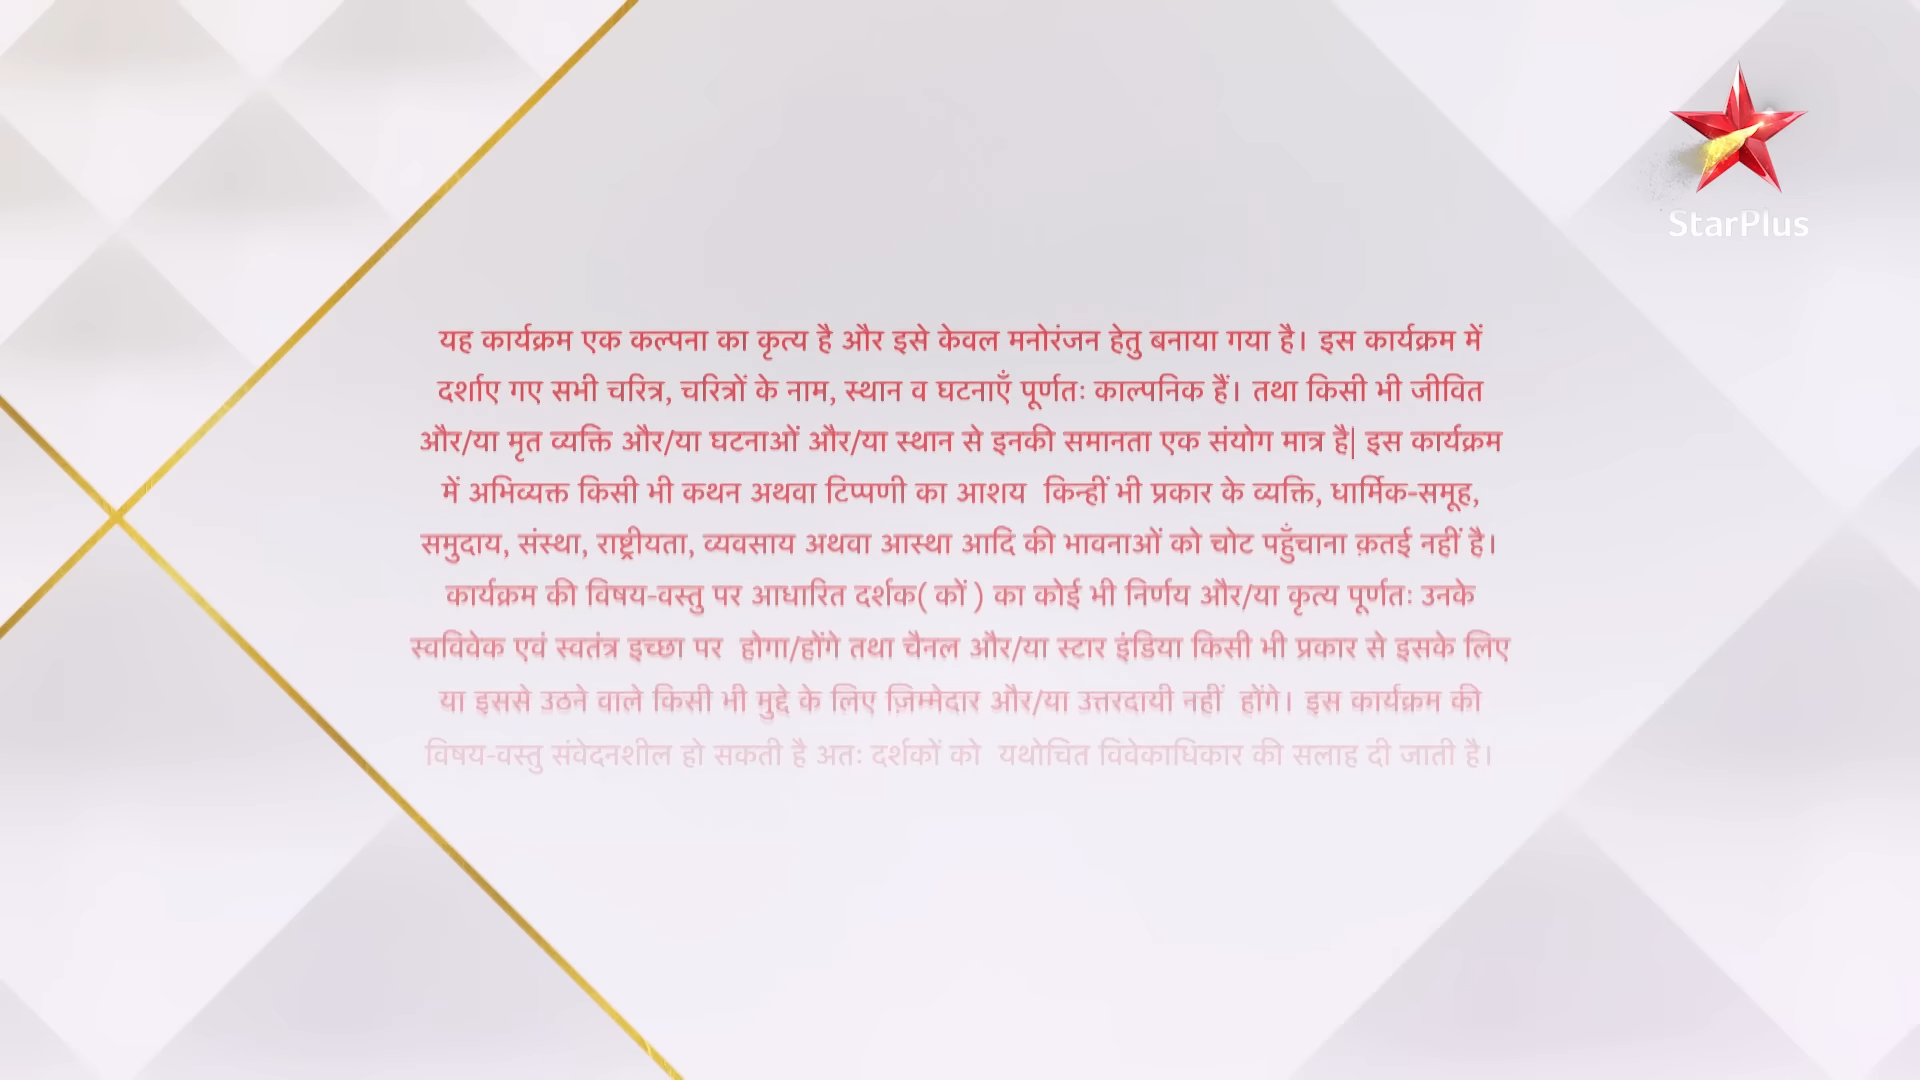 StarPlus
यह कार्यक्रम एक कल्पना का कृत्य है और इसे केवल मनोरंजन हेतु बनाया गया है। इस कार्यक्रम में
दर्शाए गए सभी चरित्र, चरित्रों के नाम, स्थान व घटनाएँ पूर्णतः काल्पनिक हैं। तथा किसी भी जीवित
और/या मृत व्यक्ति और/या घटनाओं और/या स्थान से इनकी समानता एक संयोग मात्र है| इस कार्यक्रम
में अभिव्यक्त किसी भी कथन अथवा टिप्पणी का आशय किन्हीं भी प्रकार के व्यक्ति, धार्मिक-समूह,
समुदाय, संस्था, राष्ट्रीयता, व्यवसाय अथवा आस्था आदि की भावनाओं को चोट पहुँचाना क़तई नहीं है।
कार्यक्रम की विषय-वस्तु पर आधारित दर्शक( कों ) का कोई भी निर्णय और/या कृत्य पूर्णतः उनके
स्वविवेक एवं स्वतंत्र इच्छा पर होगा/होंगे तथा चैनल और/या स्टार इंडिया किसी भी प्रकार से इसके लिए
या इससे उठने वाले किसी भी मुद्दे के लिए ज़िम्मेदार और/या उत्तरदायी नहीं होंगे। इस कार्यक्रम की
विषय-वस्तु संवेदनशील हो सकती है अतः दर्शकों को यथोचित विवेकाधिकार की सलाह दी जाती है।